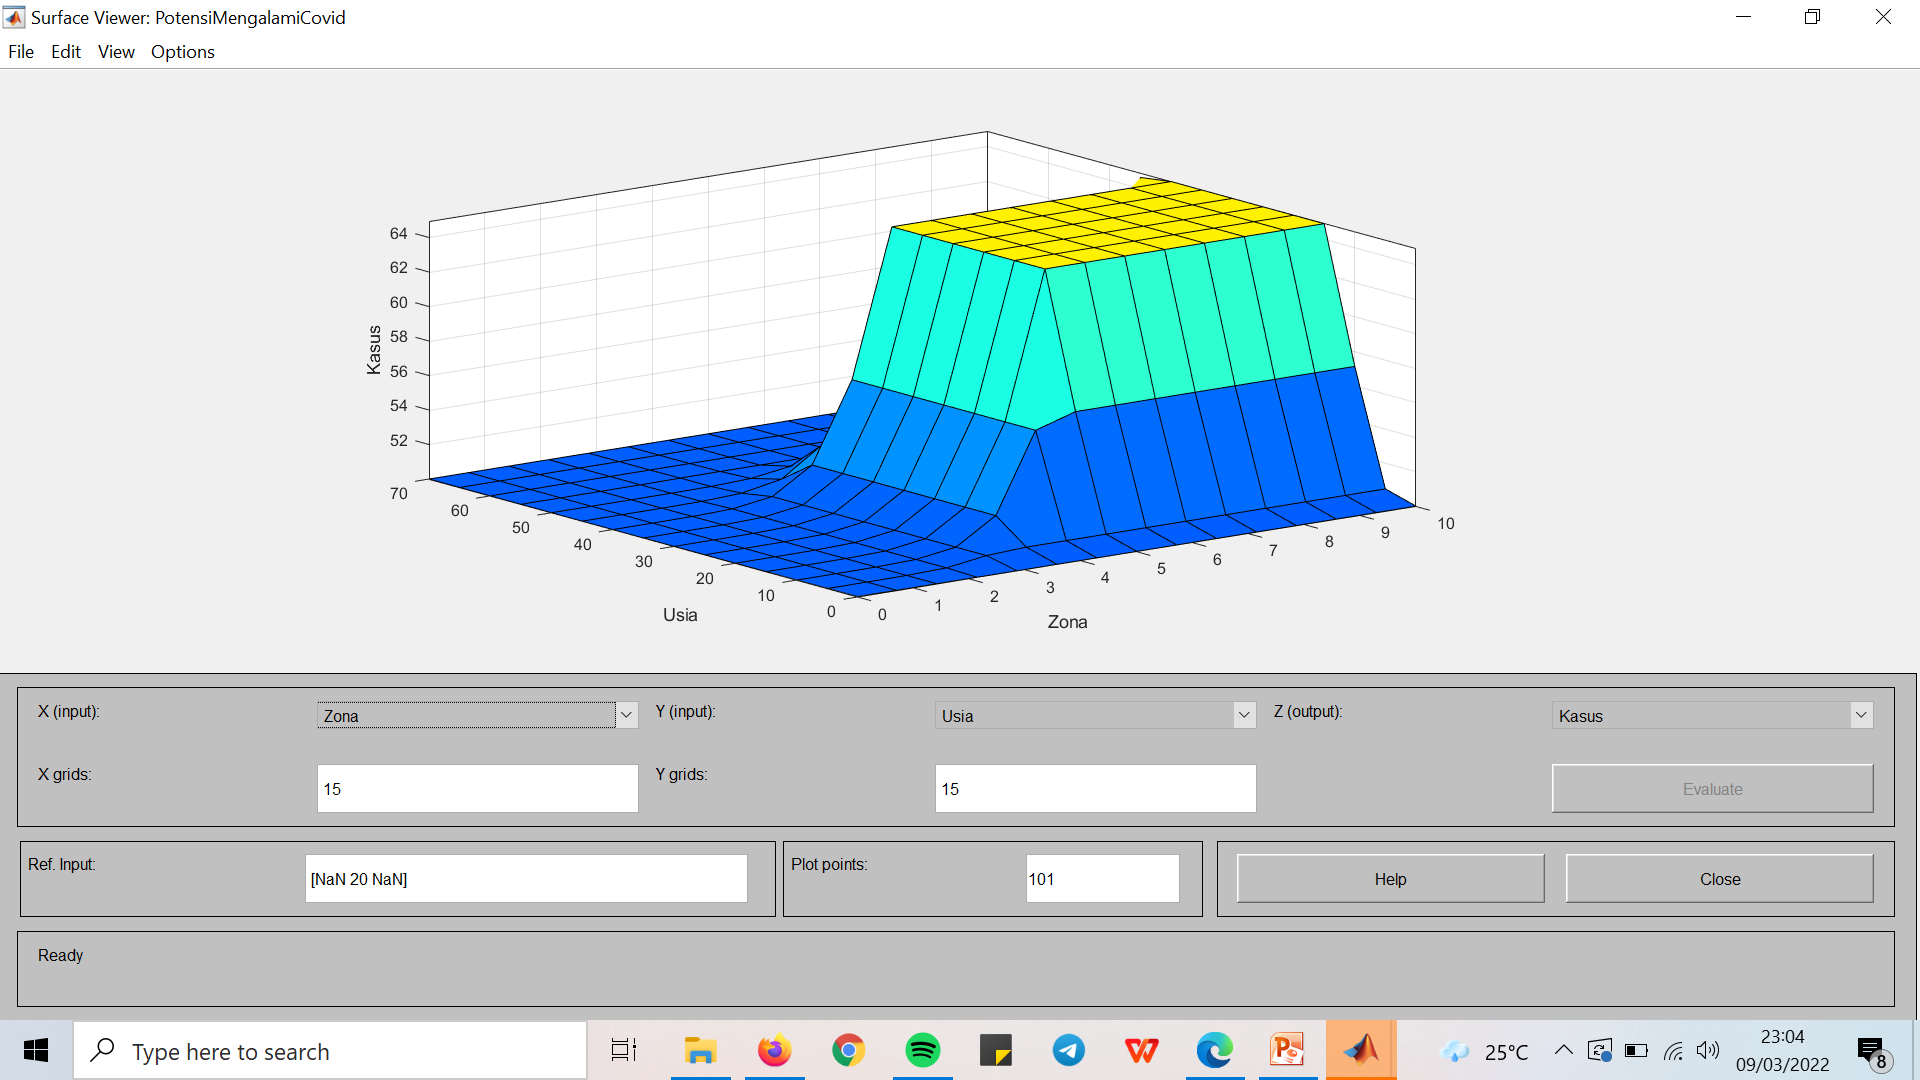 Surface Viewer: PotensiMengalamiCovid
File Edit View Options
Kasus
64
62
60
58
56
54
52
70
60
50
40
30
20
10
0
Usia
0
1
2
3
4
5
6
7
8
9
10
Zona
X (input): Zona Y (input): Usia Z (output): Kasus
X grids: 15 Y grids: 15 Evaluate
Ref. Input: [NaN 20 NaN] Plot points: 101 Help Close
Ready
Type here to search
25°C
23:04
09/03/2022
8